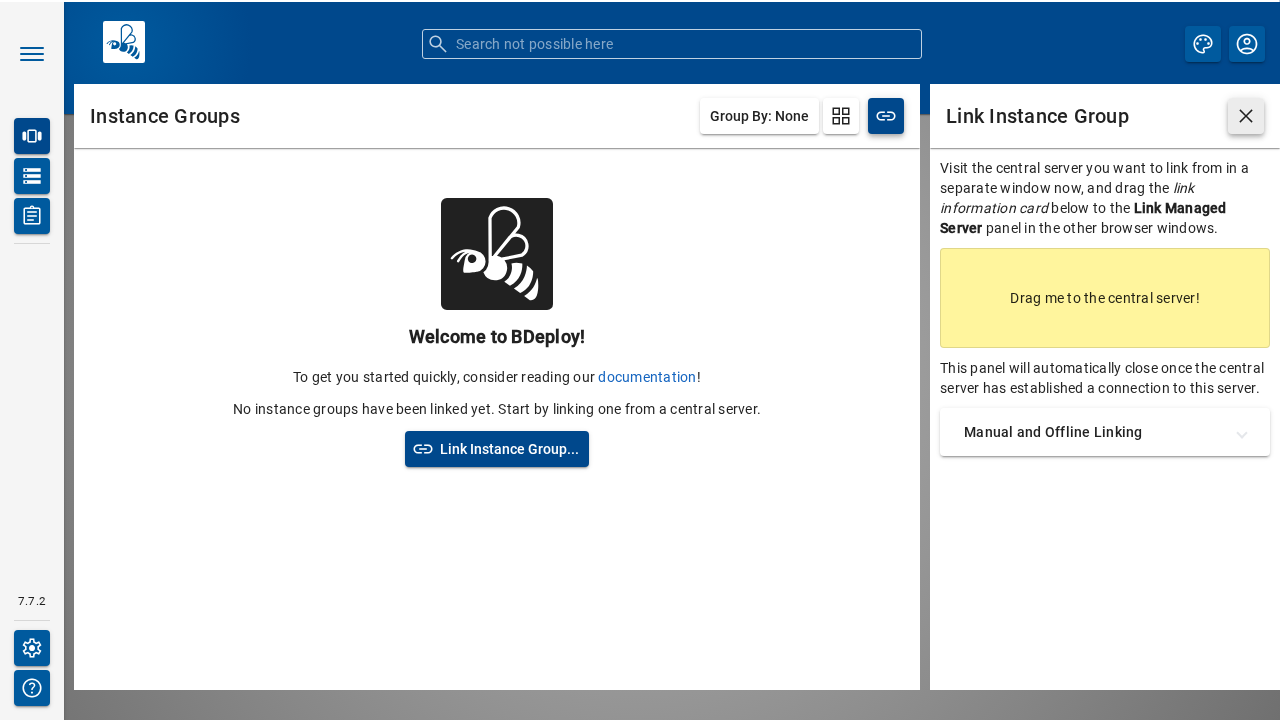 Search not possible here
Instance Groups
Group By: None
Welcome to BDeploy!
To get you started quickly, consider reading our documentation!
No instance groups have been linked yet. Start by linking one from a central server.
Link Instance Group...
Link Instance Group
Visit the central server you want to link from in a
separate window now, and drag the link
information card below to the Link Managed
Server panel in the other browser windows.
Drag me to the central server!
This panel will automatically close once the central
server has established a connection to this server.
Manual and Offline Linking
7.7.2